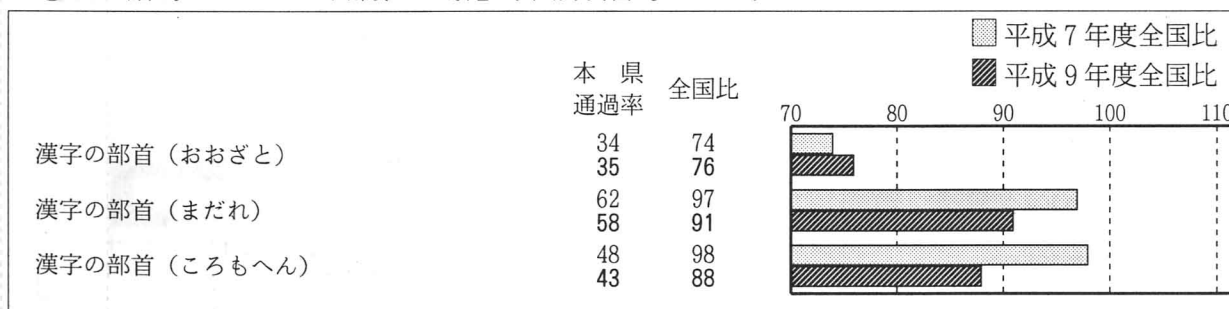 平成7年度全国比
平成9年度全国比
本県通過率 全国比
70 80 90 100 110
漢字の部首（おおざと） 34 74
35 76
漢字の部首（まだれ） 62 97
58 91
漢字の部首（ころもへん） 48 98
43 88